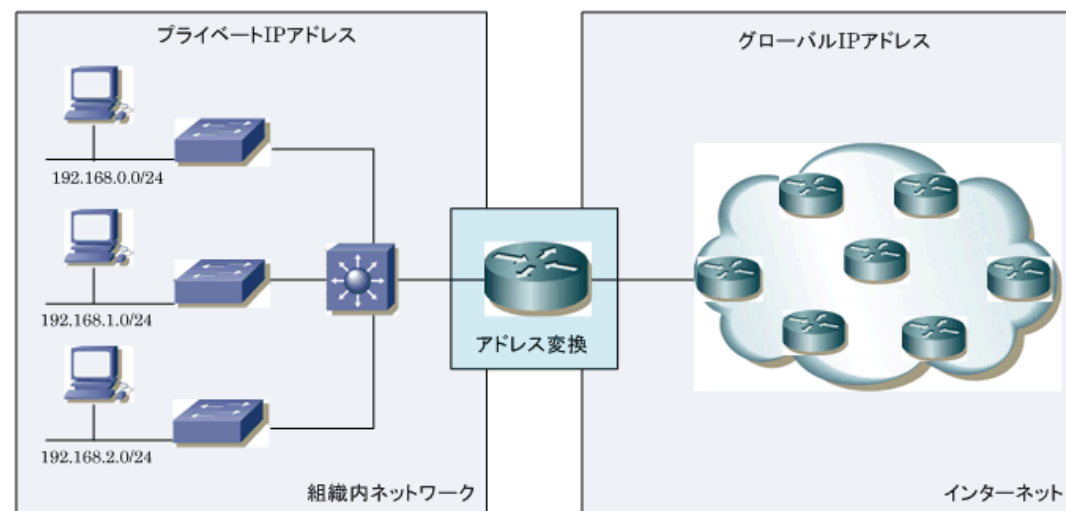 プライベートIPアドレス
192.168.0.0/24
192.168.1.0/24
192.168.2.0/24
組織内ネットワーク
アドレス変換
グローバルIPアドレス
インターネット